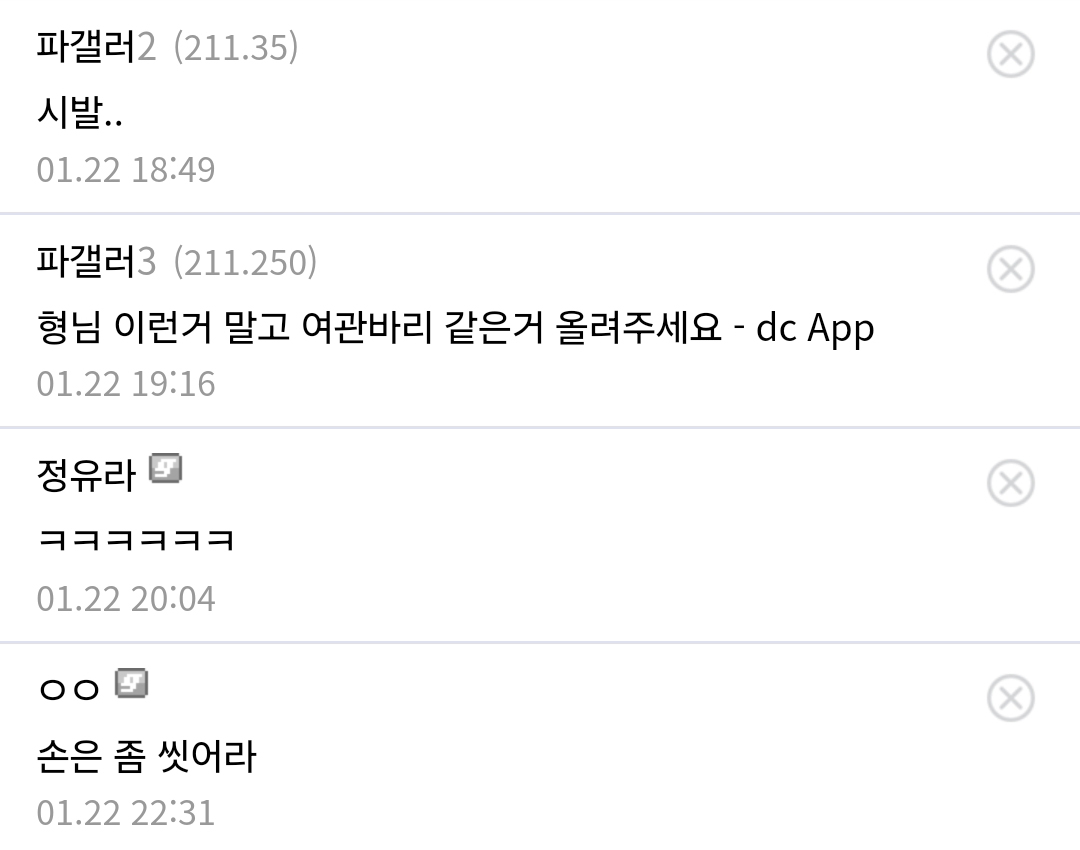 파갤러2 (211.35)
시발..
01.22 18:49
파갤러3 (211.250)
형님 이런거 말고 여관바리 같은거 올려주세요 - dc App
01.22 19:16
정유라
ㅋㅋㅋㅋㅋㅋ
01.22 20:04
ㅇㅇ
손은 좀 씻어라
01.22 22:31